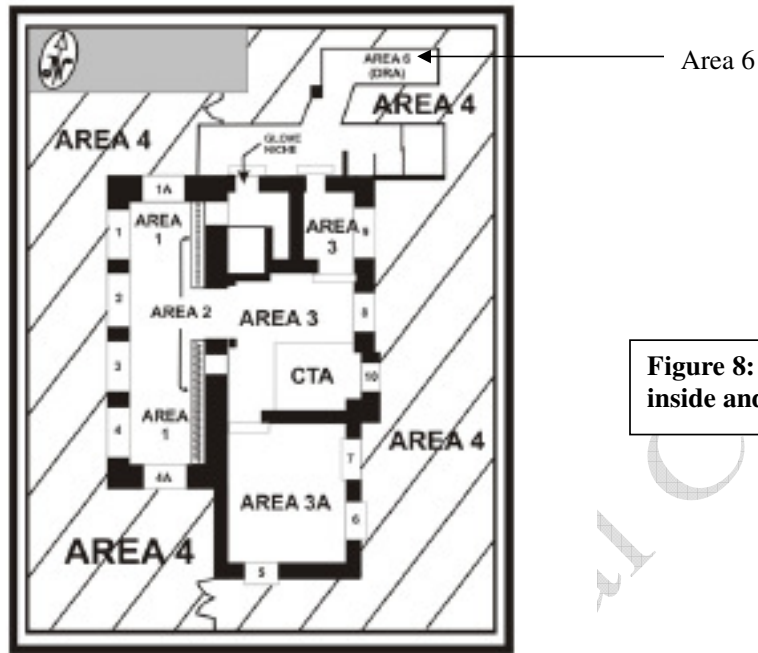 AREA 6
(DRA)
Area 6
AREA 4
AREA 4
GLOVE
NICHE
1A
AREA
1
1
AREA
3
9
2
AREA 2
AREA 3
8
3
CTA
10
AREA
1
4
AREA 4
7
4A
AREA 3A
6
AREA 4
5
Figure 8:
inside and